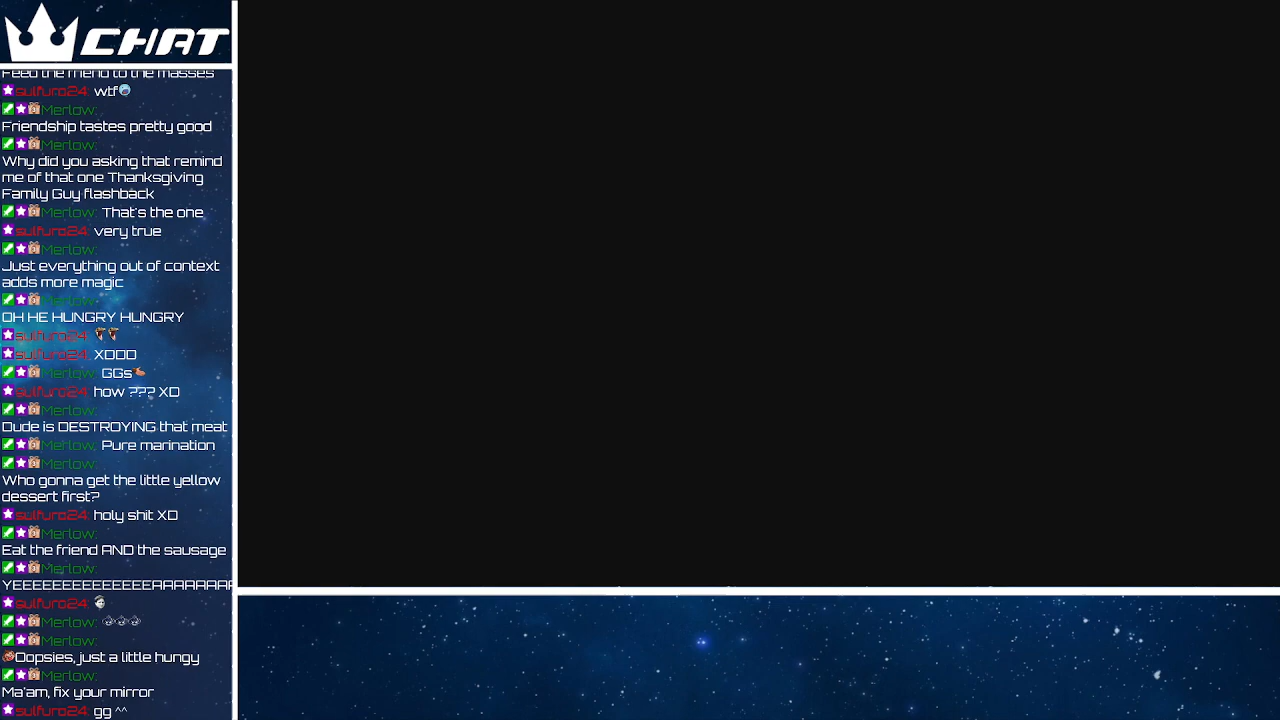 CHAT
Feed the friend to the masses
sulfuro24: wtf
Merlow:
Friendship tastes pretty good
Merlow:
Why did you asking that remind
me of that one Thanksgiving
Family Guy flashback
Merlow: That's the one
sulfuro24: very true
Merlow:
Just everything out of context
adds more magic
Merlow:
OH HE HUNGRY HUNGRY
sulfuro24:
sulfuro24: XDDD
Merlow: GGs
sulfuro24: how ??? XD
Merlow:
Dude is DESTROYING that meat
Merlow: Pure marination
Merlow:
Who gonna get the little yellow
dessert first?
sulfuro24: holy shit XD
Merlow:
Eat the friend AND the sausage
Merlow:
YEEEEEEEEEEEEEEAAAAAAAA
sulfuro24:
Merlow:
Merlow:
Oopsies, just a little hungy
Merlow:
Ma'am, fix your mirror
sulfuro24: gg ^^